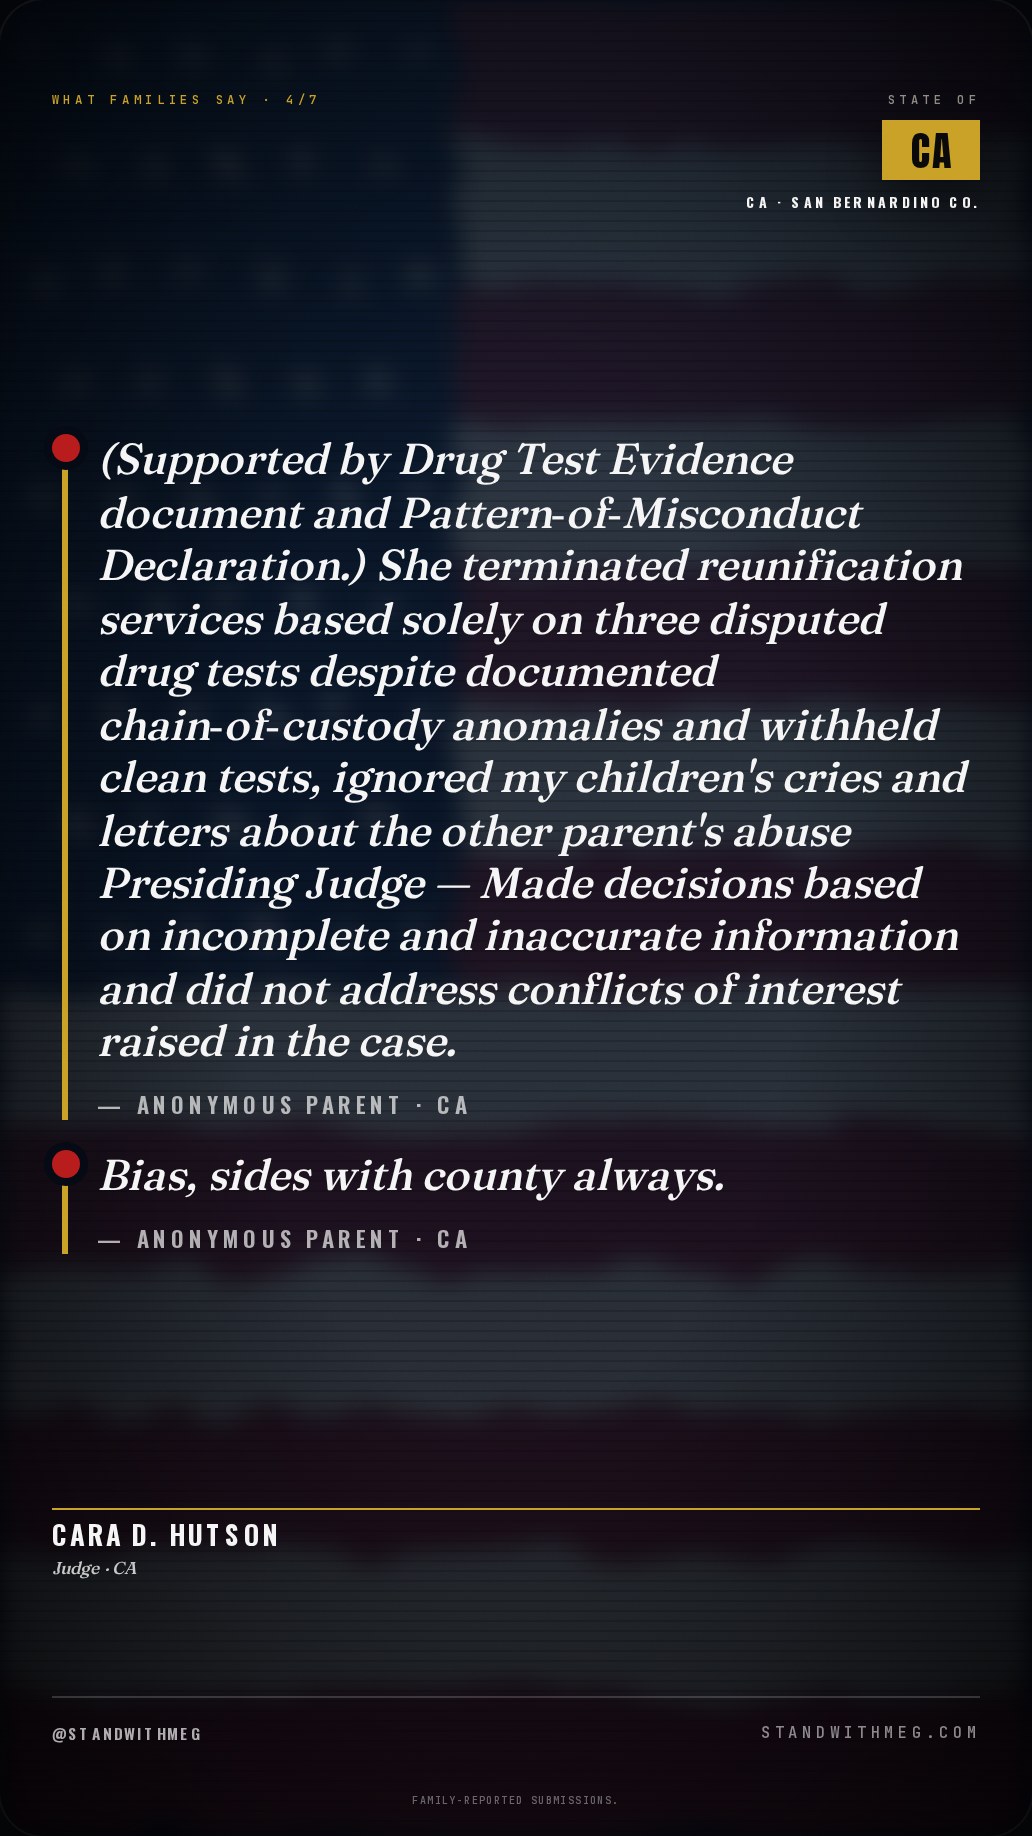 WHAT FAMILIES SAY · 4/7
STATE OF
CA
CA · SAN BERNARDINO CO.
(Supported by Drug Test Evidence
document and Pattern-of-Misconduct
Declaration.) She terminated reunification
services based solely on three disputed
drug tests despite documented
chain-of-custody anomalies and withheld
clean tests, ignored my children's cries and
letters about the other parent's abuse
Presiding Judge — Made decisions based
on incomplete and inaccurate information
and did not address conflicts of interest
raised in the case.
— ANONYMOUS PARENT · CA
Bias, sides with county always.
— ANONYMOUS PARENT · CA
CARA D. HUTSON
Judge · CA
@STANDWITHMEG
STANDWITHMEG.COM
FAMILY-REPORTED SUBMISSIONS.